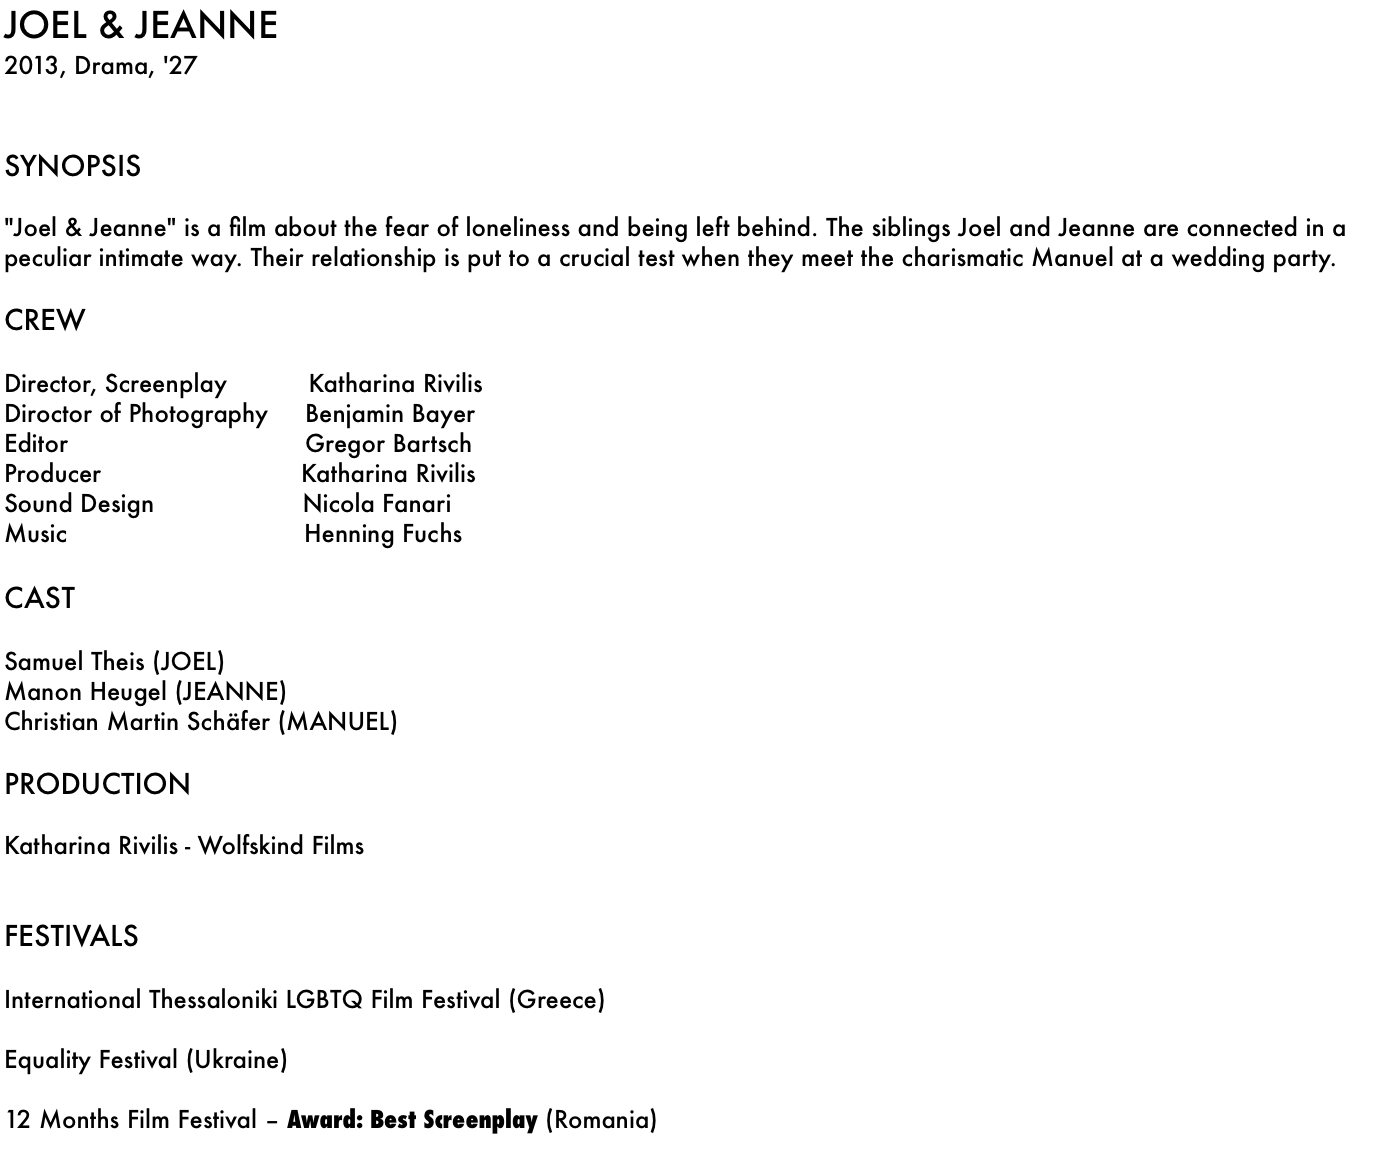 JOEL & JEANNE
2013, Drama, '27
SYNOPSIS
"Joel & Jeanne" is a film about the fear of loneliness and being left behind. The siblings Joel and Jeanne are connected in a
peculiar intimate way. Their relationship is put to a crucial test when they meet the charismatic Manuel at a wedding party.
CREW
Director, Screenplay Katharina Rivilis
Diroctor of Photography Benjamin Bayer
Editor Gregor Bartsch
Producer Katharina Rivilis
Sound Design Nicola Fanari
Music Henning Fuchs
CAST
Samuel Theis (JOEL)
Manon Heugel (JEANNE)
Christian Martin Schäfer (MANUEL)
PRODUCTION
Katharina Rivilis - Wolfskind Films
FESTIVALS
International Thessaloniki LGBTQ Film Festival (Greece)
Equality Festival (Ukraine)
12 Months Film Festival – Award: Best Screenplay (Romania)